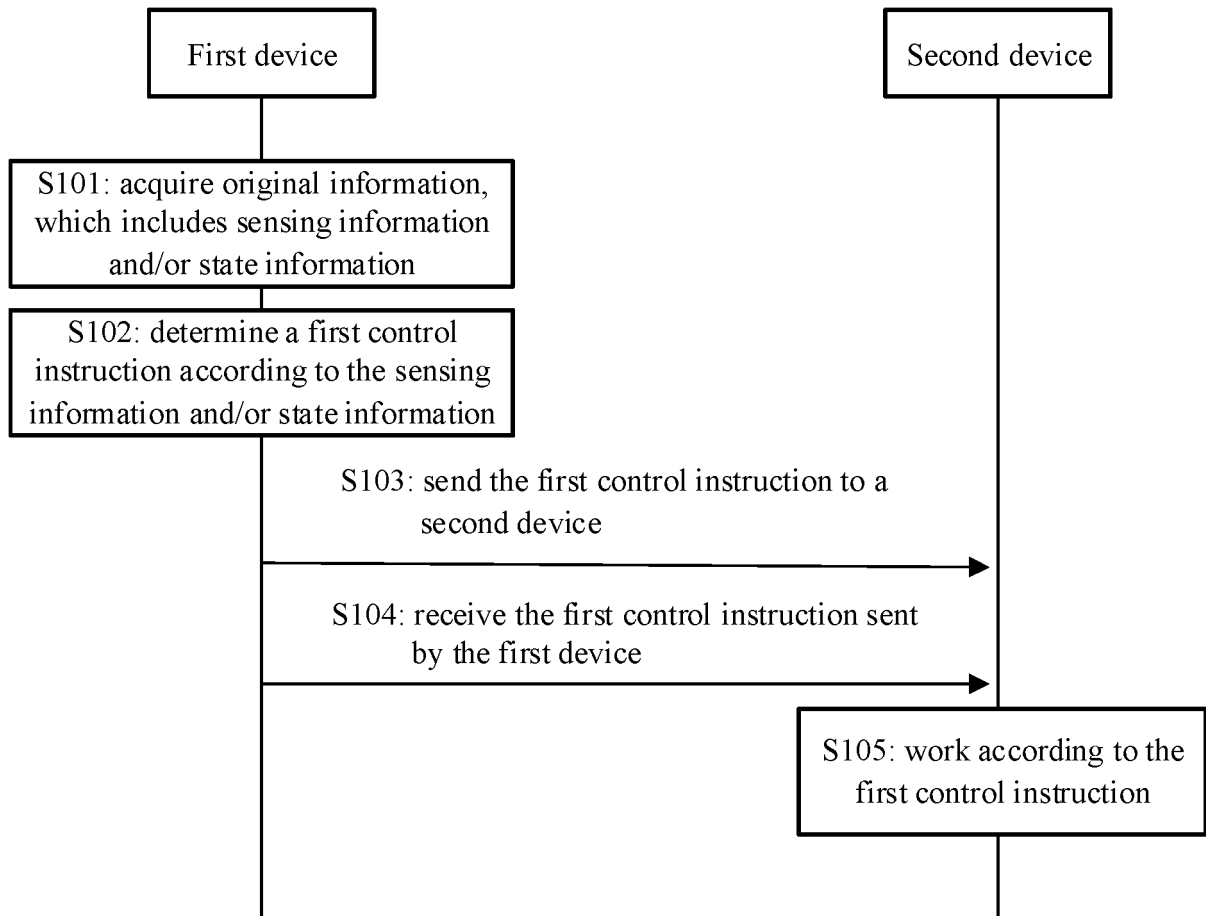 First device
Second device
S101: acquire original information,
which includes sensing information
and/or state information
S102: determine a first control
instruction according to the sensing
information and/or state information
S103: send the first control instruction to a
second device
S104: receive the first control instruction sent
by the first device
S105: work according to the
first control instruction